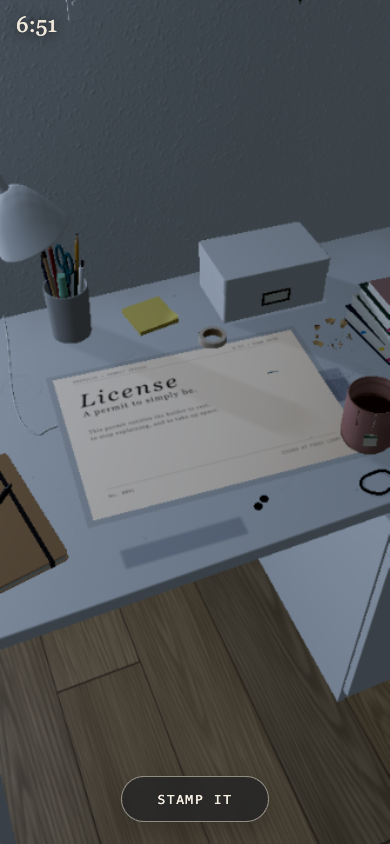 6:51
License
A permit to simply be.
This permit entitles the holder to rest,
to stop explaining, and to take up space.
STAMP IT